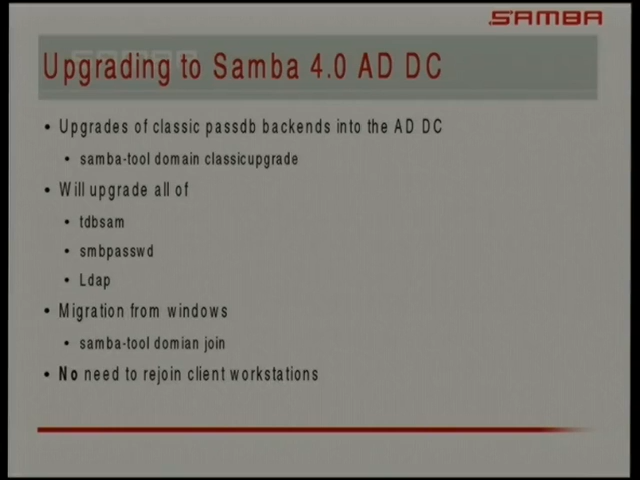 SAMBA
Upgrading to Samba 4.0 AD DC
• Upgrades of classic passdb backends into the AD DC
• samba-tool domain classicupgrade
• Will upgrade all of
• tdbsam
• smbpasswd
• Ldap
• Migration from windows
• samba-tool domian join
• No need to rejoin client workstations